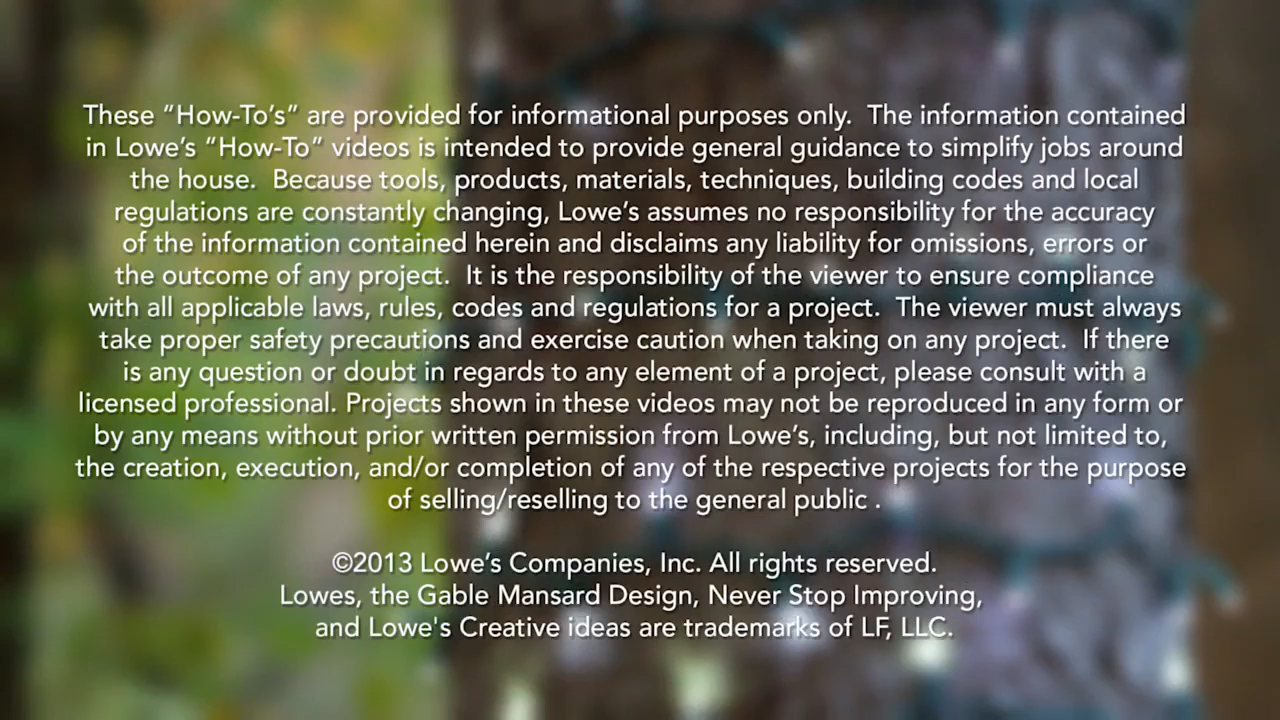 These “How-To’s” are provided for informational purposes only.  The information contained
in Lowe’s “How-To” videos is intended to provide general guidance to simplify jobs around
the house.  Because tools, products, materials, techniques, building codes and local
regulations are constantly changing, Lowe’s assumes no responsibility for the accuracy
of the information contained herein and disclaims any liability for omissions, errors or
the outcome of any project.  It is the responsibility of the viewer to ensure compliance
with all applicable laws, rules, codes and regulations for a project.  The viewer must always
take proper safety precautions and exercise caution when taking on any project.  If there
is any question or doubt in regards to any element of a project, please consult with a
licensed professional. Projects shown in these videos may not be reproduced in any form or
by any means without prior written permission from Lowe’s, including, but not limited to,
the creation, execution, and/or completion of any of the respective projects for the purpose
of selling/reselling to the general public .
©2013 Lowe’s Companies, Inc. All rights reserved.
Lowes, the Gable Mansard Design, Never Stop Improving,
and Lowe's Creative ideas are trademarks of LF, LLC.